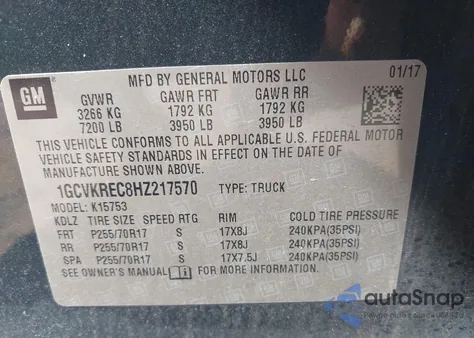 GM
MFD BY GENERAL MOTORS LLC 01/17
GVWR GAWR FRT GAWR RR
3266 KG 1792 KG 1792 KG
7200 LB 3950 LB 3950 LB
THIS VEHICLE CONFORMS TO ALL APPLICABLE U.S. FEDERAL MOTOR
VEHICLE SAFETY STANDARDS IN EFFECT ON THE DATE OF
MANUFACTURE SHOWN ABOVE.
1GCVKREC8HZ217570 TYPE: TRUCK
MODEL: K15753
KDLZ TIRE SIZE SPEED RTG RIM COLD TIRE PRESSURE
FRT P255/70R17 S 17X8J 240KPA(35PSI)
RR P255/70R17 S 17X8J 240KPA(35PSI)
SPA P255/70R17 S 17X7.5J 240KPA(35PSI)
SEE OWNER'S MANUAL FOR MORE INFORMATION.
autoSnap